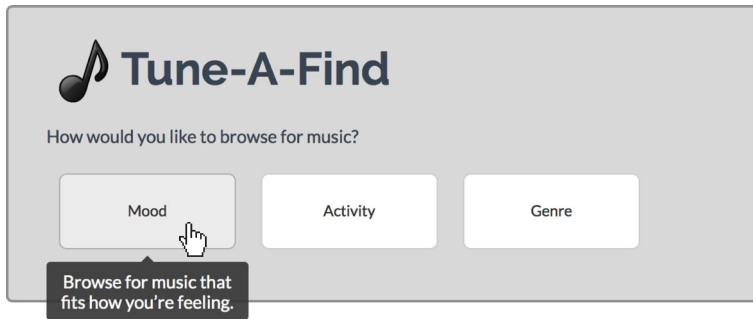 Tune-A-Find
How would you like to browse for music?
Mood
Activity
Genre
Browse for music that
fits how you're feeling.